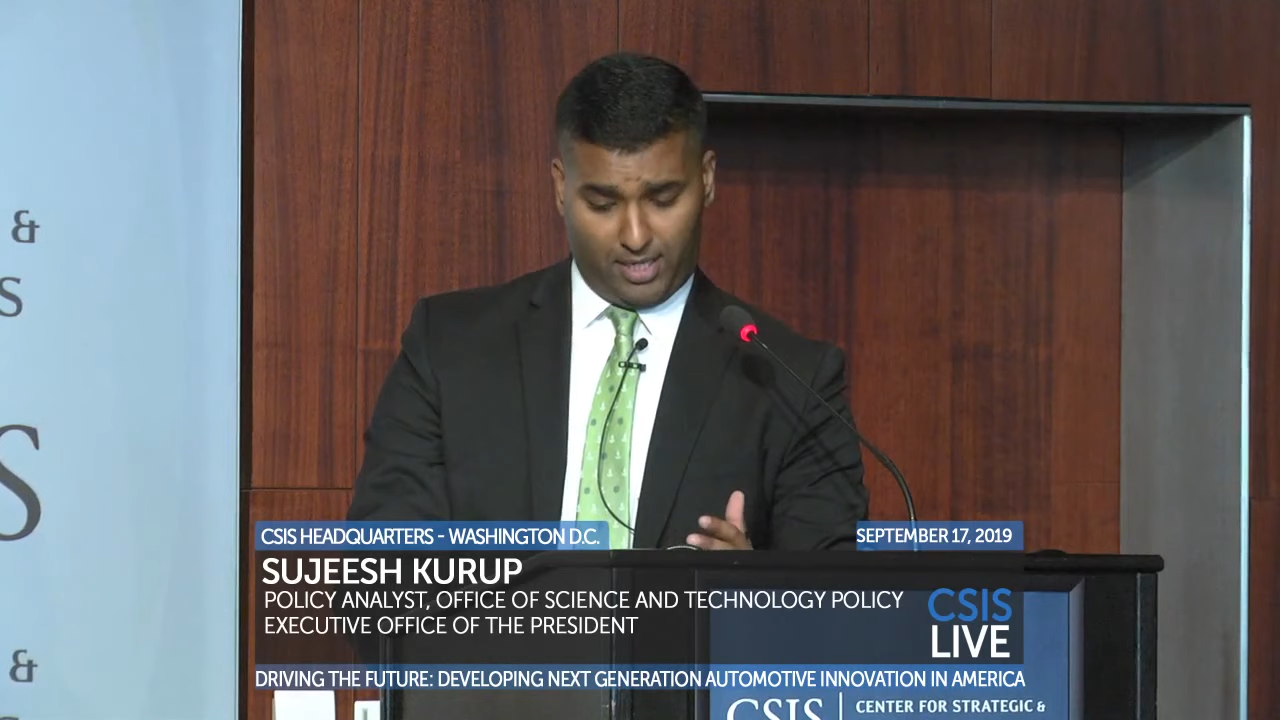 &
S
S
&
CSIS HEADQUARTERS - WASHINGTON D.C.
SEPTEMBER 17, 2019
SUJEESH KURUP
POLICY ANALYST, OFFICE OF SCIENCE AND TECHNOLOGY POLICY
EXECUTIVE OFFICE OF THE PRESIDENT
CSIS
LIVE
DRIVING THE FUTURE: DEVELOPING NEXT GENERATION AUTOMOTIVE INNOVATION IN AMERICA
CSIS
CENTER FOR STRATEGIC &